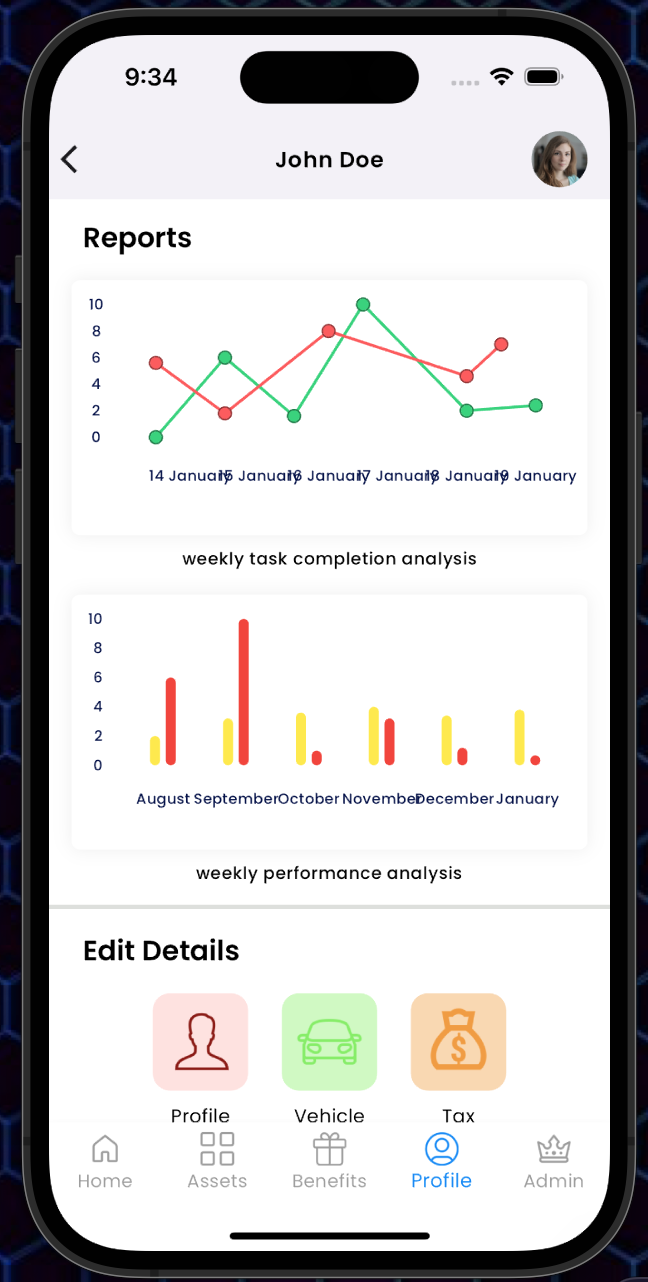 9:34
John Doe
Reports
10
8
6
4
2
0
14 January 15 January 16 January 17 January 18 January 19 January
weekly task completion analysis
10
8
6
4
2
0
August September October November December January
weekly performance analysis
Edit Details
$
Profile Vehicle Tax
Home Assets Benefits Profile Admin